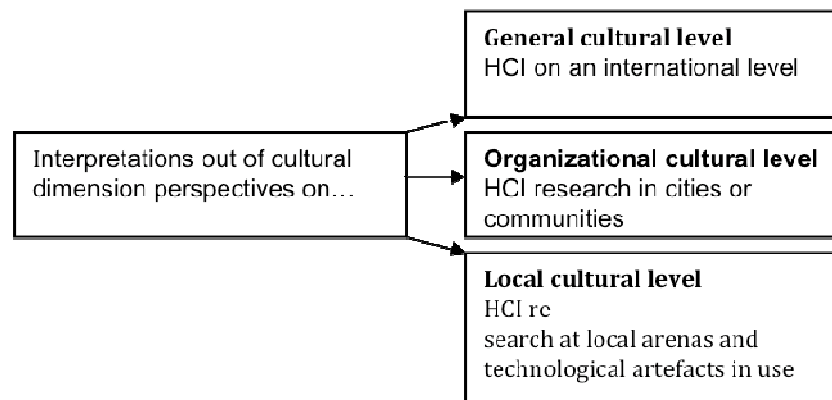 General cultural level
HCI on an international level
Interpretations out of cultural
dimension perspectives on...
Organizational cultural level
HCI research in cities or
communities
Local cultural level
HCI re
search at local arenas and
technological artefacts in use